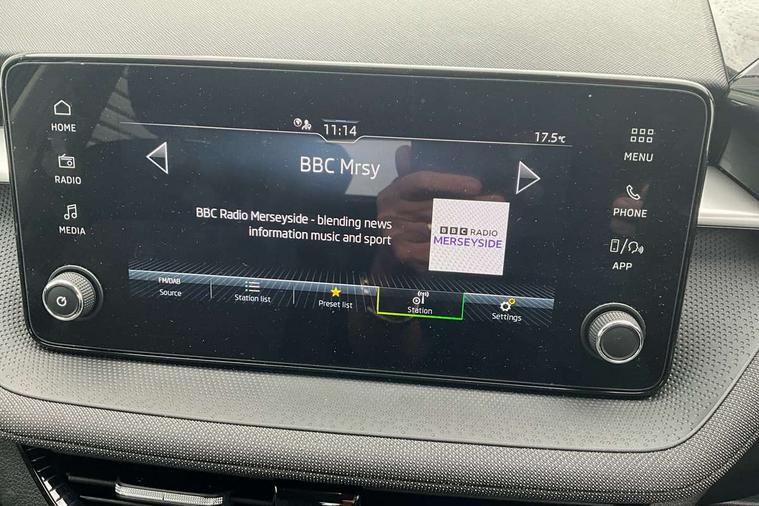 11:14
17.5°C
HOME
RADIO
MEDIA
BBC Mrsy
BBC Radio Merseyside - blending news
information music and sport
BBC RADIO
MERSEYSIDE
FM/DAB
Source
Station list
Preset list
Station
Settings
MENU
PHONE
APP